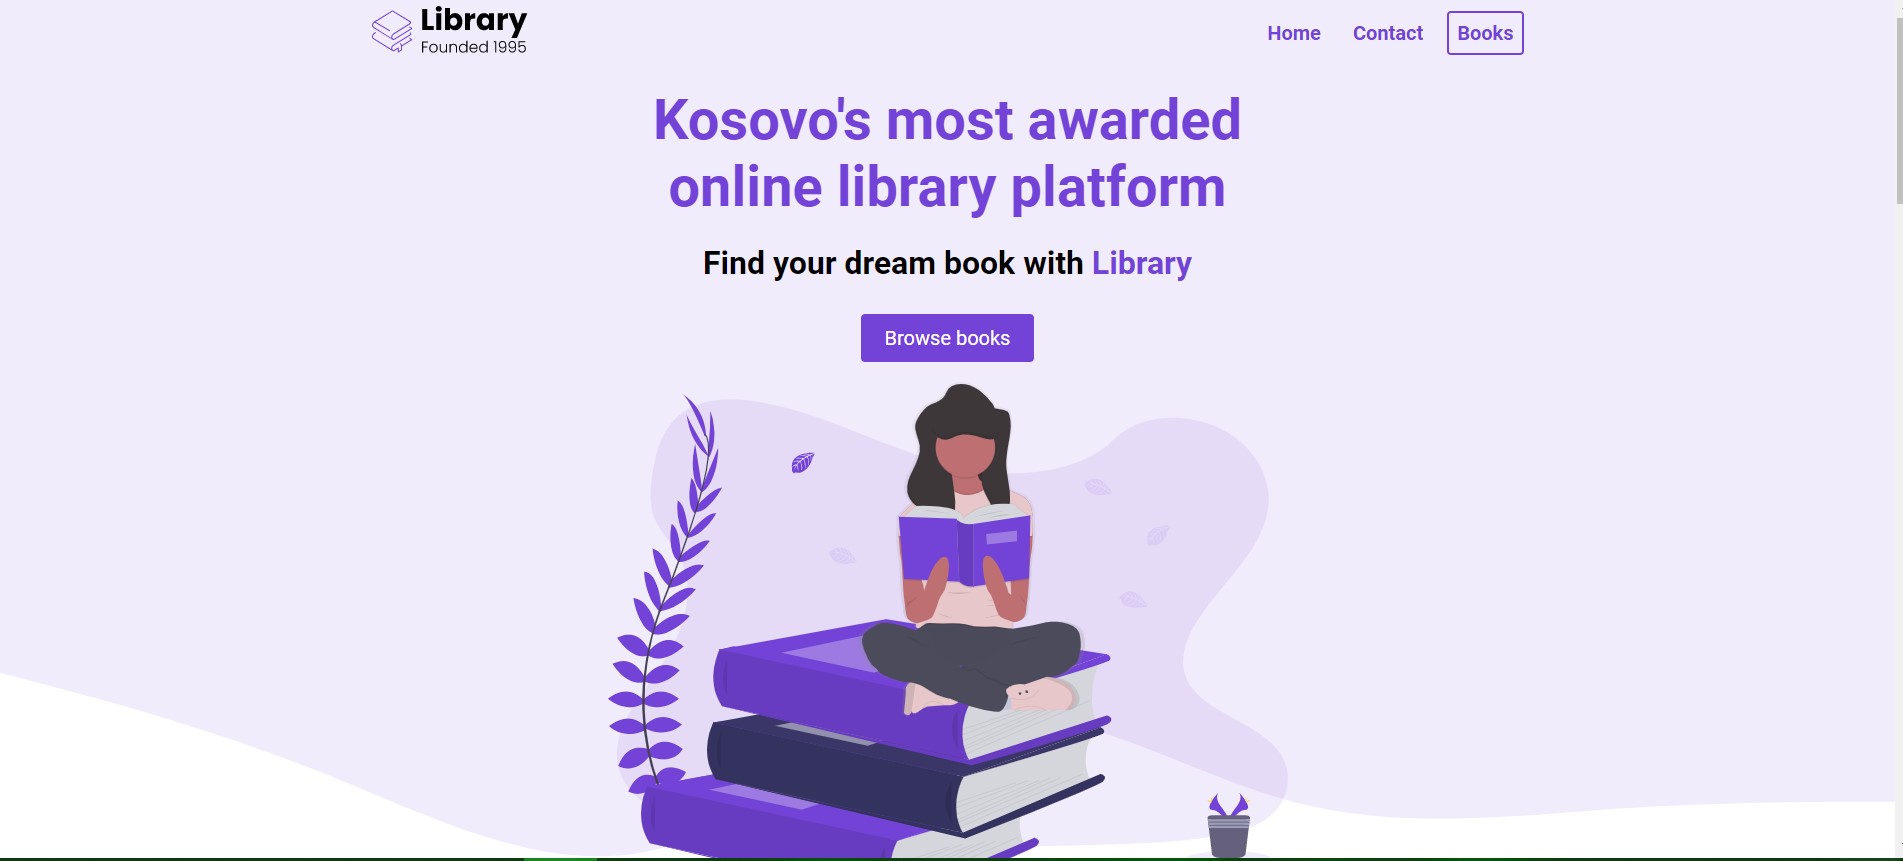 Library
Founded 1995
Home Contact Books
Kosovo's most awarded
online library platform
Find your dream book with Library
Browse books